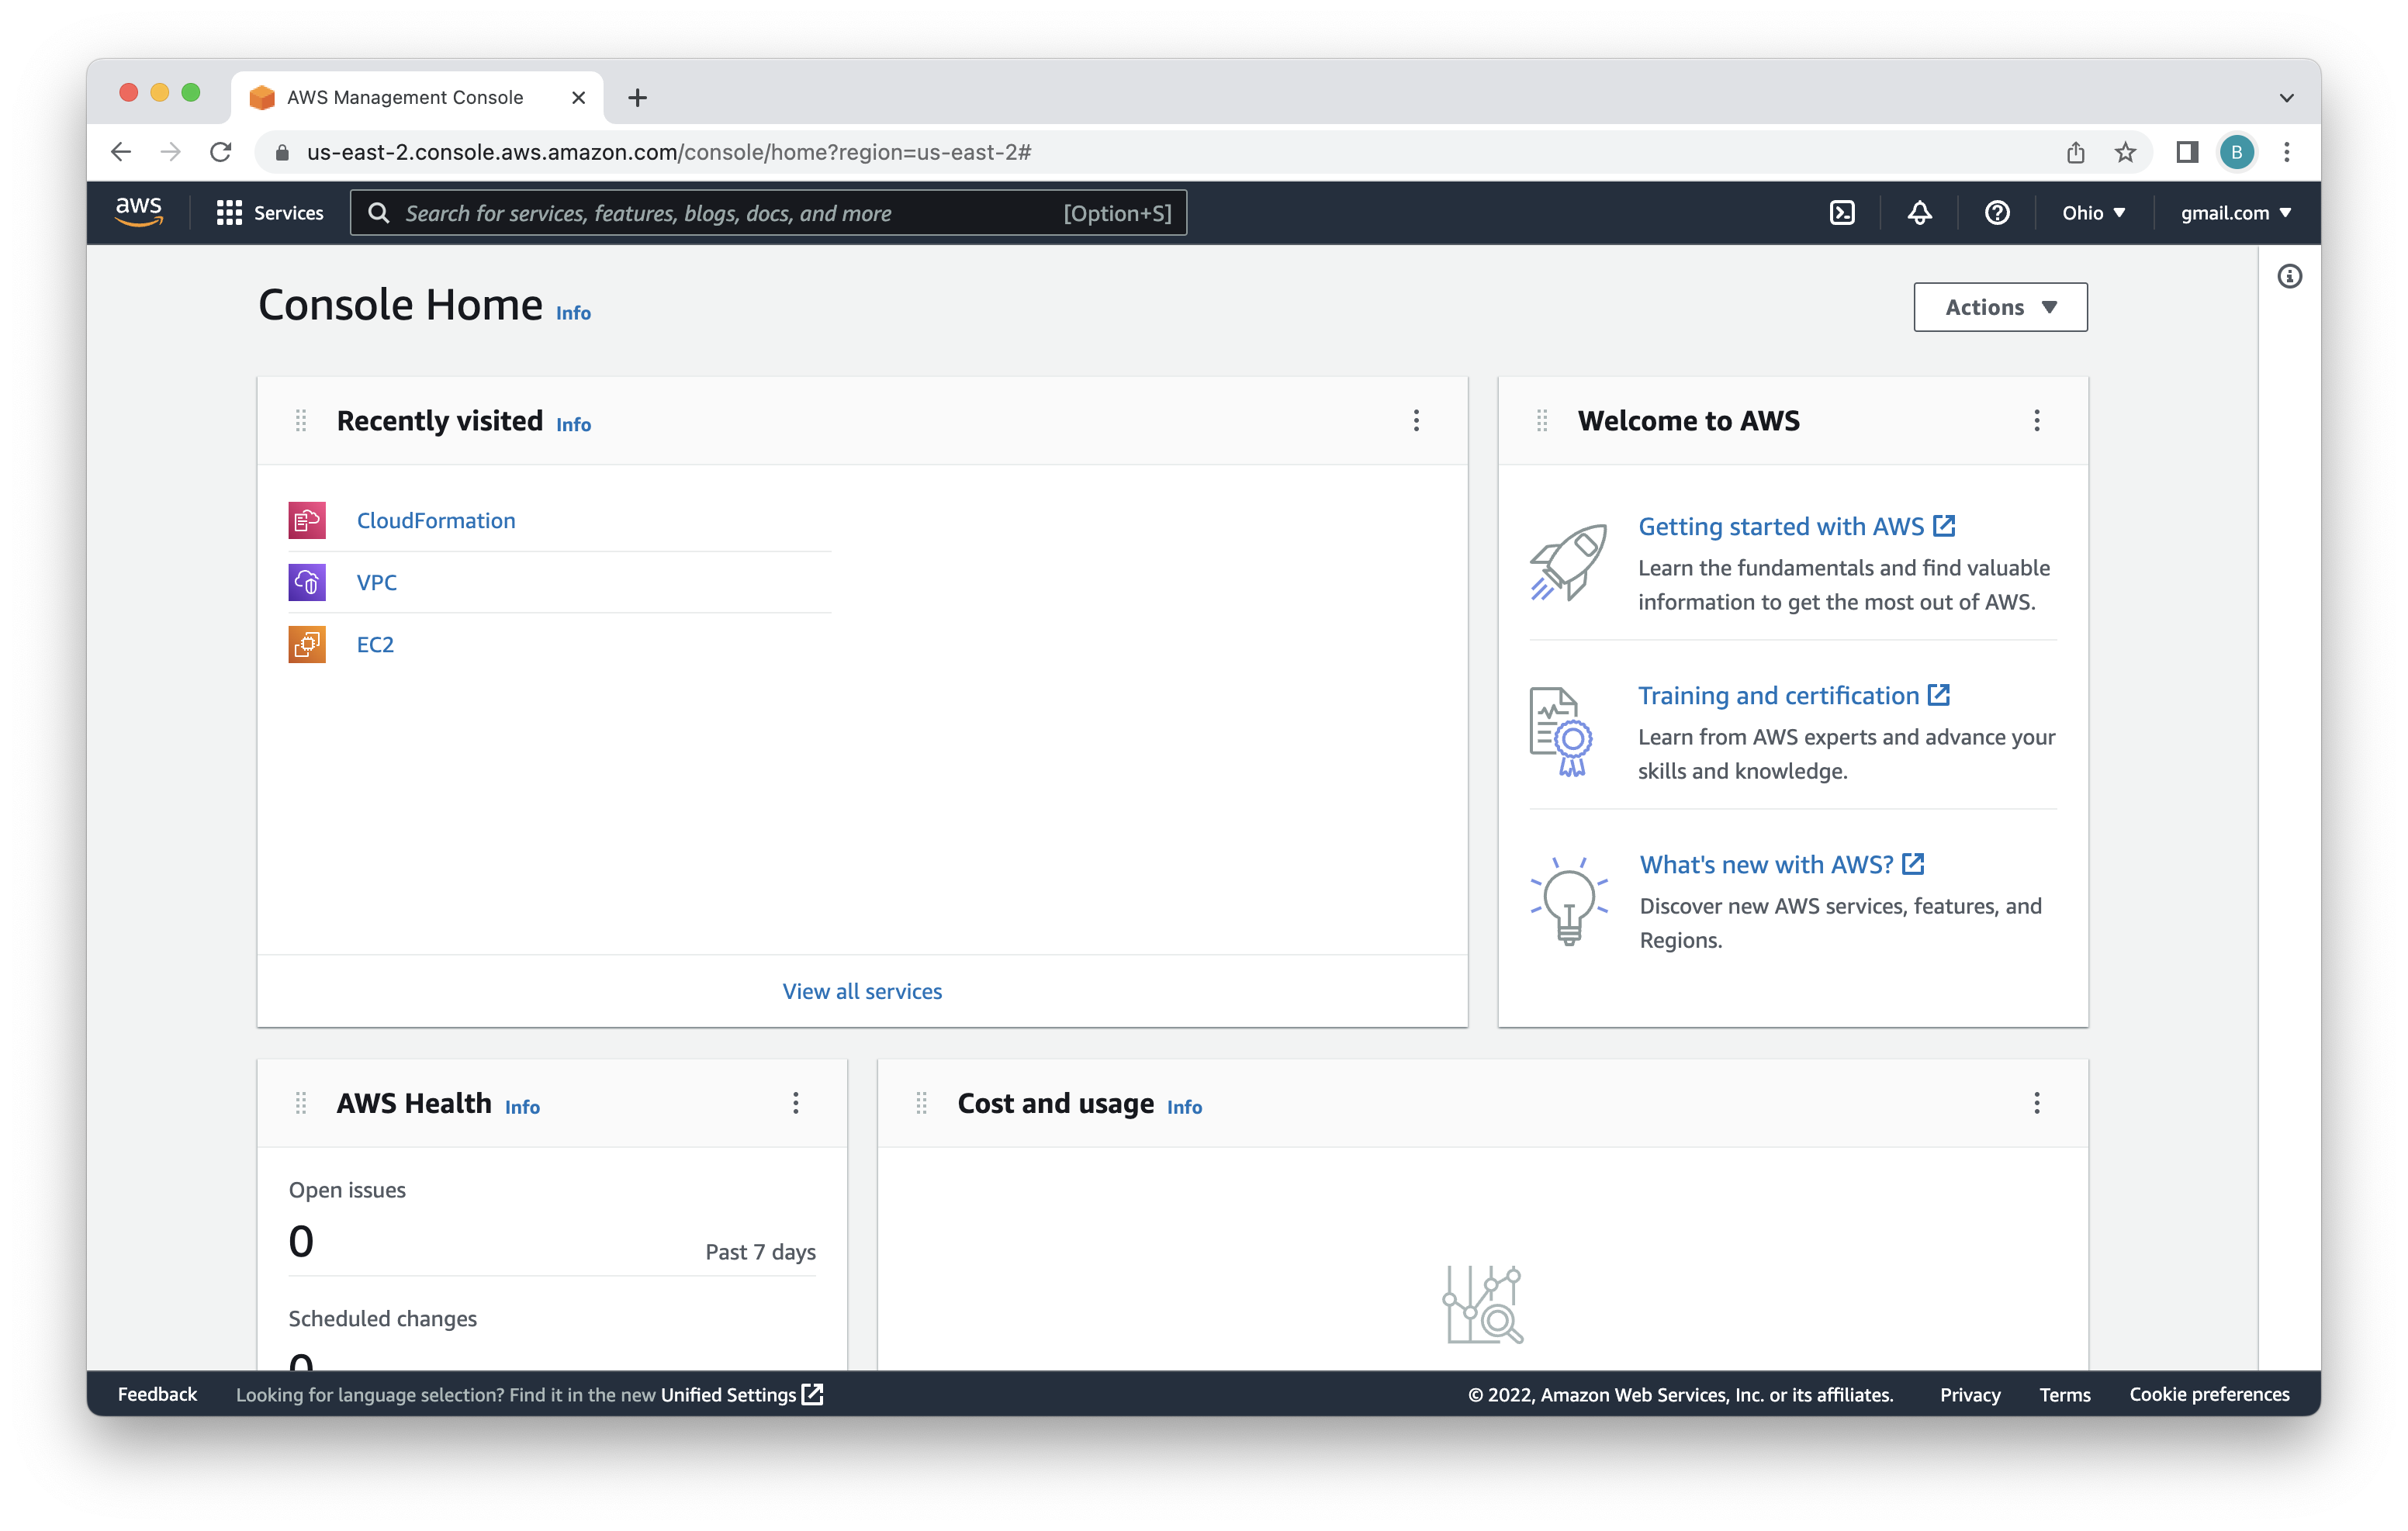 AWS Management Console
us-east-2.console.aws.amazon.com/console/home?region=us-east-2#
B
aws
Services
Search for services, features, blogs, docs, and more
[Option+S]
Ohio
gmail.com
Console Home Info
Actions
Recently visited Info
CloudFormation
VPC
EC2
View all services
Welcome to AWS
Getting started with AWS
Learn the fundamentals and find valuable
information to get the most out of AWS.
Training and certification
Learn from AWS experts and advance your
skills and knowledge.
What's new with AWS?
Discover new AWS services, features, and
Regions.
AWS Health Info
Open issues
0
Past 7 days
Scheduled changes
0
Cost and usage Info
Feedback
Looking for language selection? Find it in the new Unified Settings
© 2022, Amazon Web Services, Inc. or its affiliates.
Privacy
Terms
Cookie preferences